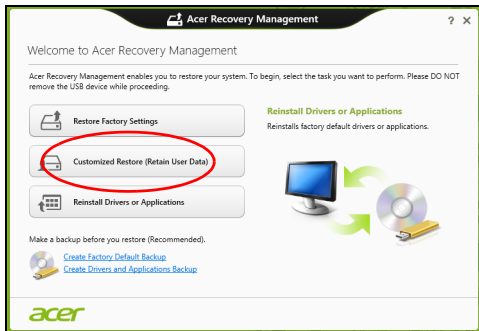 Acer Recovery Management
? X
Welcome to Acer Recovery Management
Acer Recovery Management enables you to restore your system. To begin, select the task you want to perform. Please DO NOT
remove the USB device while proceeding.
Restore Factory Settings
Customized Restore (Retain User Data)
Reinstall Drivers or Applications
Reinstall Drivers or Applications
Reinstalls factory default drivers or applications.
Make a backup before you restore (Recommended).
Create Factory Default Backup
Create Drivers and Applications Backup
acer